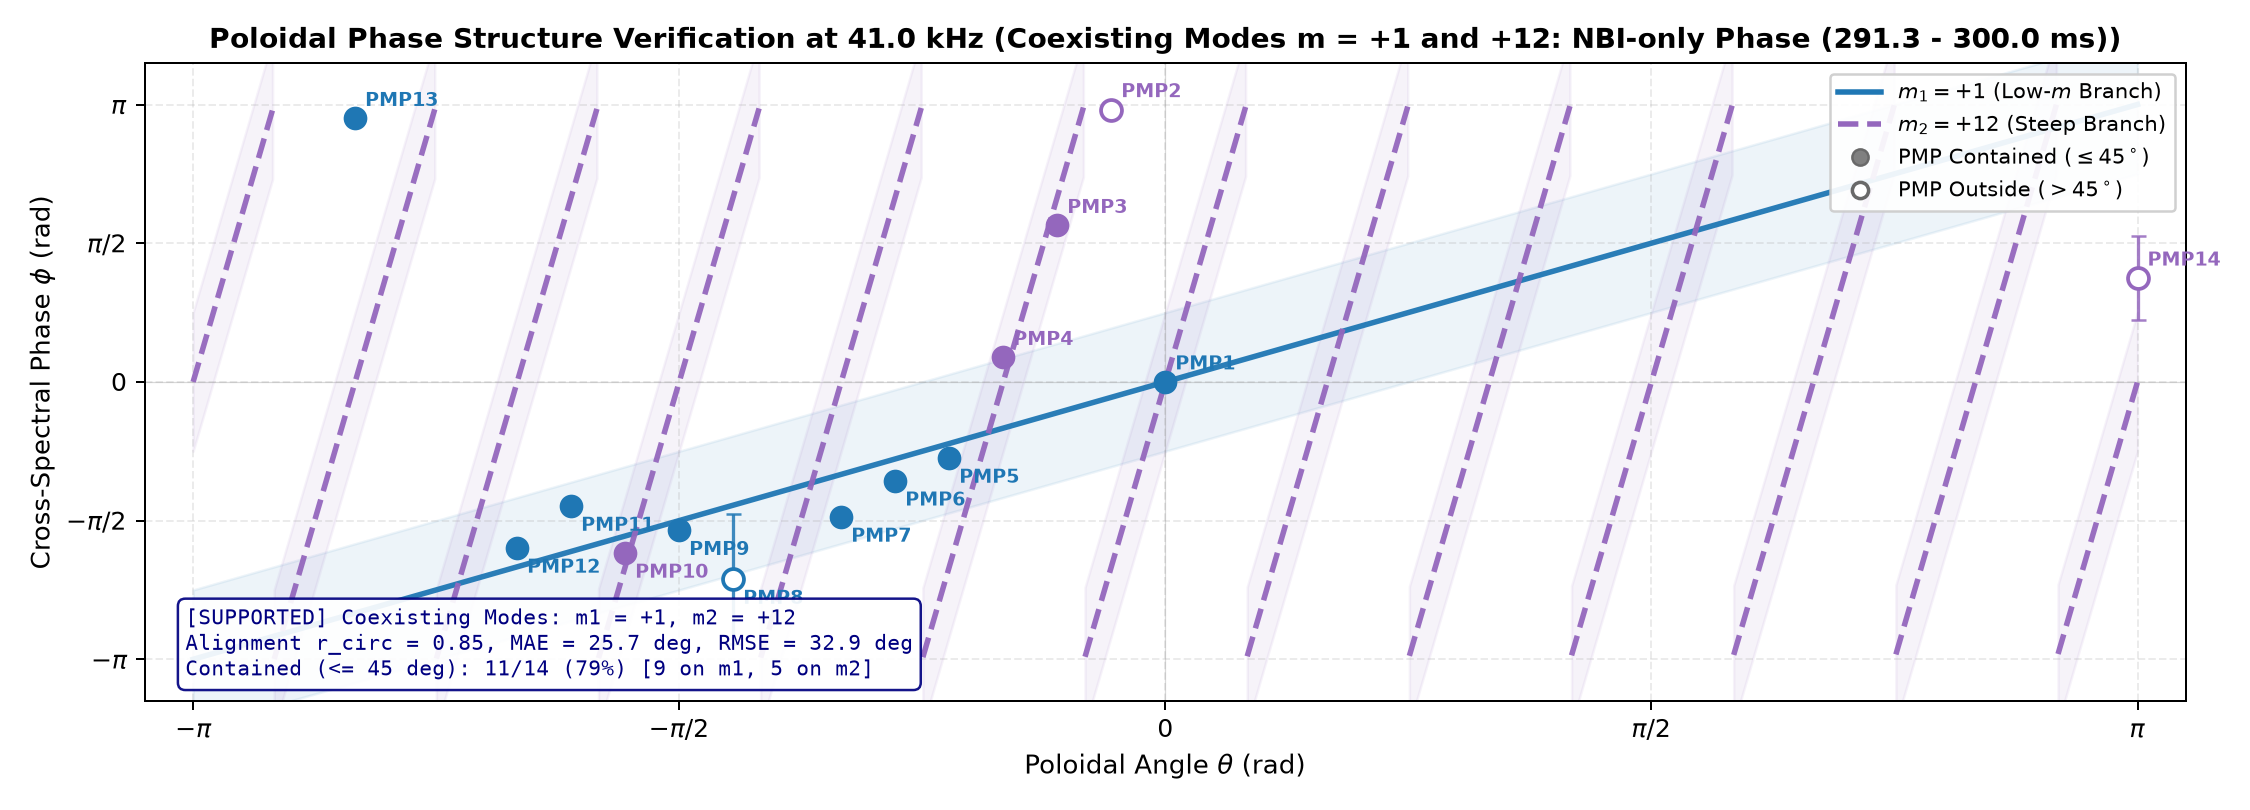 Poloidal Phase Structure Verification at 41.0 kHz (Coexisting Modes m = +1 and +12: NBI-only Phase (291.3 - 300.0 ms))
Cross-Spectral Phase ϕ (rad)
π
π/2
0
−π/2
−π
PMP13
PMP2
PMP3
PMP4
PMP1
PMP14
PMP5
PMP6
PMP7
PMP11
PMP9
PMP12
PMP10
PMP8
m₁ = +1 (Low-m Branch)
m₂ = +12 (Steep Branch)
PMP Contained (≤ 45°)
PMP Outside (> 45°)
[SUPPORTED] Coexisting Modes: m1 = +1, m2 = +12
Alignment r_circ = 0.85, MAE = 25.7 deg, RMSE = 32.9 deg
Contained (<= 45 deg): 11/14 (79%) [9 on m1, 5 on m2]
−π
−π/2
0
π/2
π
Poloidal Angle θ (rad)